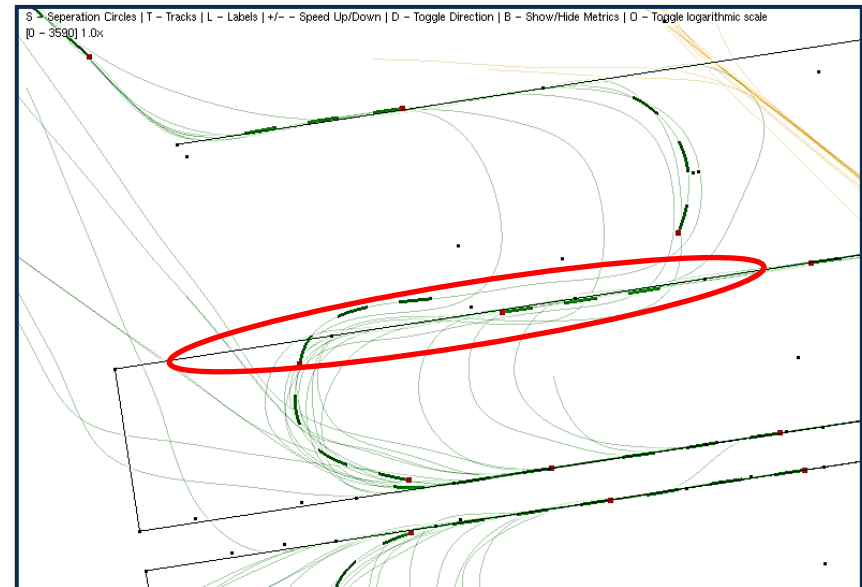 S - Seperation Circles | T - Tracks | L - Labels | +/- - Speed Up/Down | D - Toggle Direction | B - Show/Hide Metrics | O - Toggle logarithmic scale
[0 - 3590] 1.0x